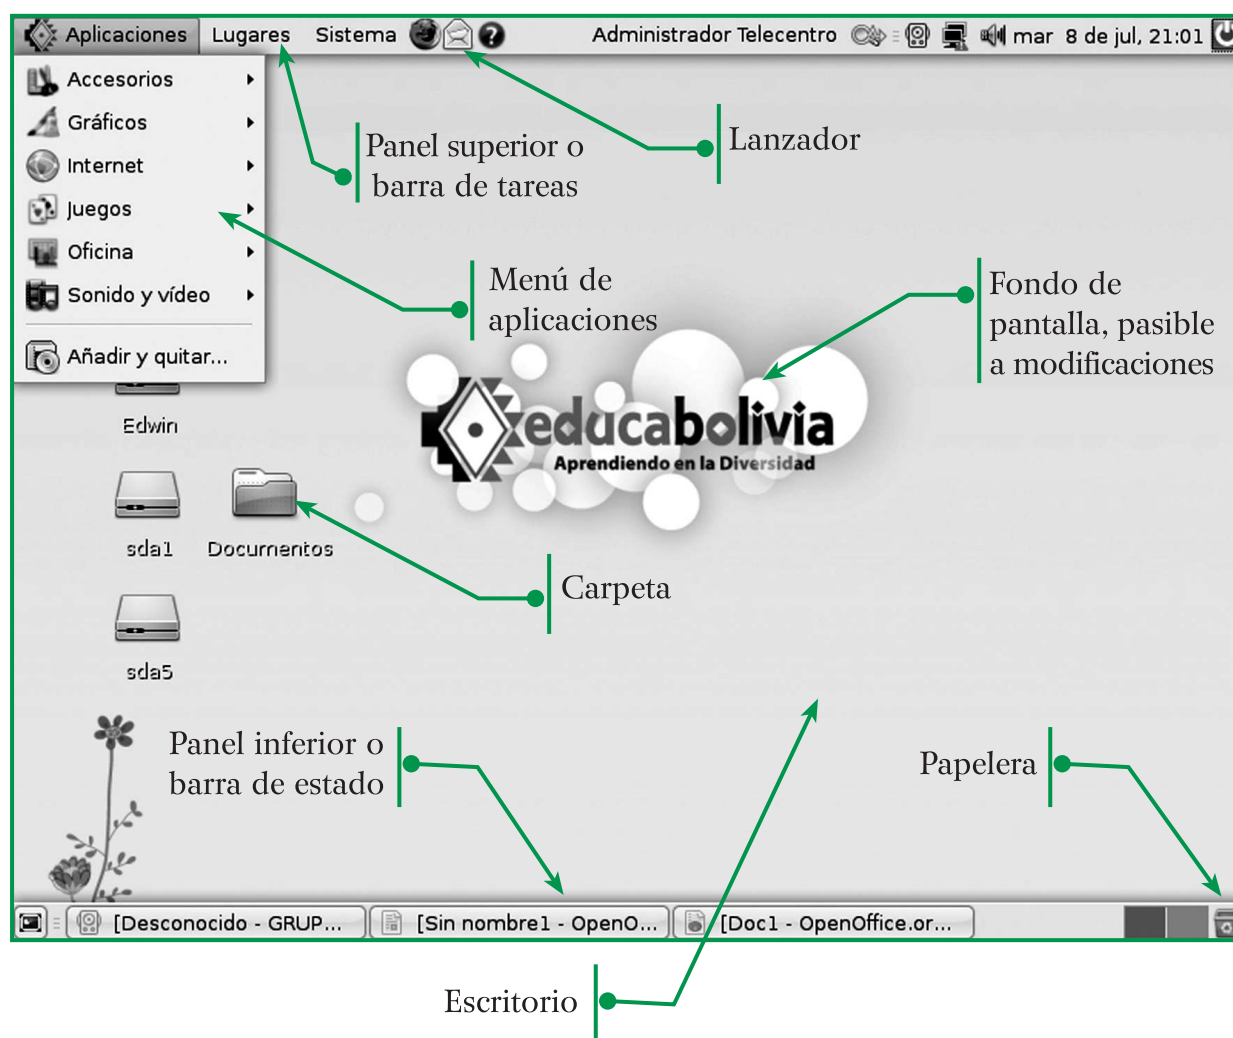 Aplicaciones Lugares Sistema Administrador Telecentro mar 8 de jul, 21:01
Accesorios
Gráficos
Internet
Juegos
Oficina
Sonido y vídeo
Añadir y quitar...
Panel superior o
barra de tareas
Lanzador
Menú de
aplicaciones
Fondo de
pantalla, pasible
a modificaciones
educabolivia
Aprendiendo en la Diversidad
Edwin
sda1 Documentos
Carpeta
sda5
Panel inferior o
barra de estado
Papelera
[Desconocido - GRUP... [Sin nombre1 - OpenO... [Doc1 - OpenOffice.or...
Escritorio